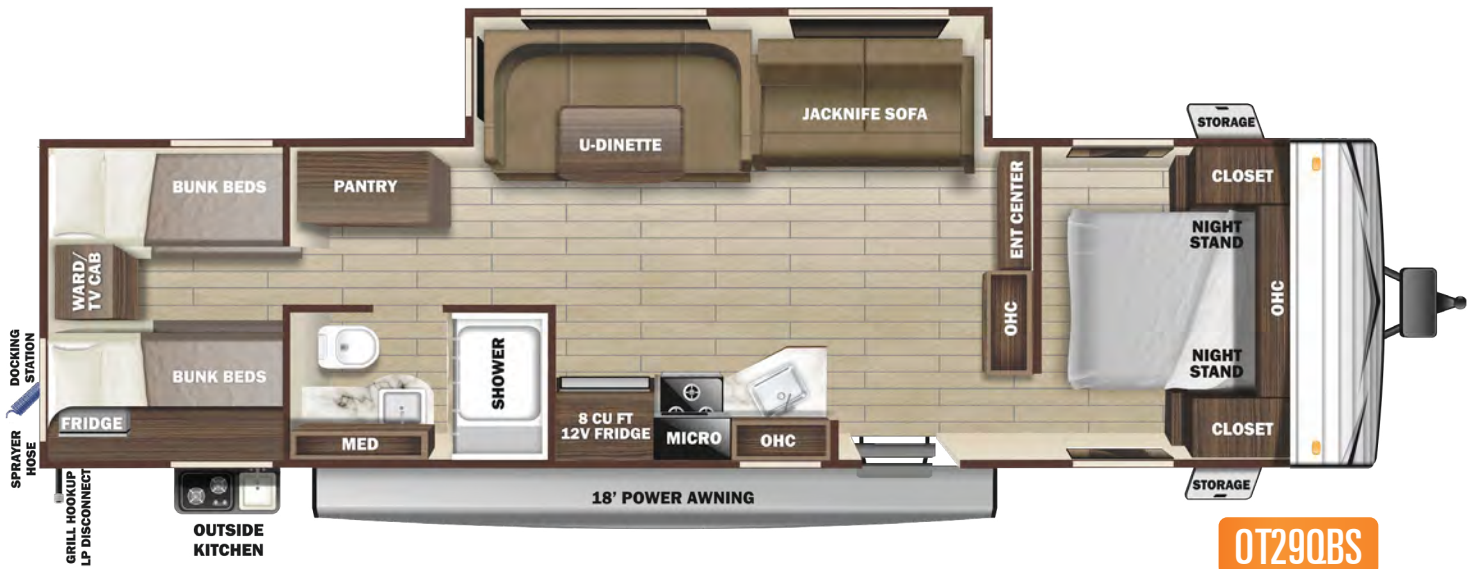 STORAGE
JACKNIFE SOFA
U-DINETTE
BUNK BEDS
PANTRY
CLOSET
ENT CENTER
NIGHT
STAND
WARD/
TV CAB
OHC
OHC
DOCKING
STATION
SHOWER
NIGHT
STAND
BUNK BEDS
FRIDGE
8 CU FT
12V FRIDGE
MICRO
OHC
MED
CLOSET
SPRAYER
HOSE
STORAGE
GRILL HOOKUP
LP DISCONNECT
18' POWER AWNING
OUTSIDE
KITCHEN
OT29QBS